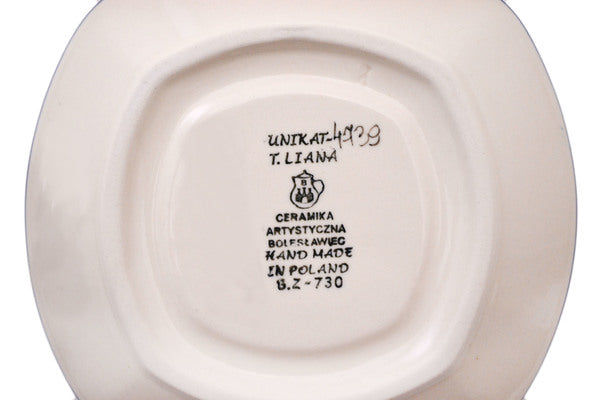 UNIKAT-4939
T. LIANA
B
CERAMIKA
ARTYSTYCZNA
BOLESŁAWIEC
HAND MADE
IN POLAND
B.Z-730